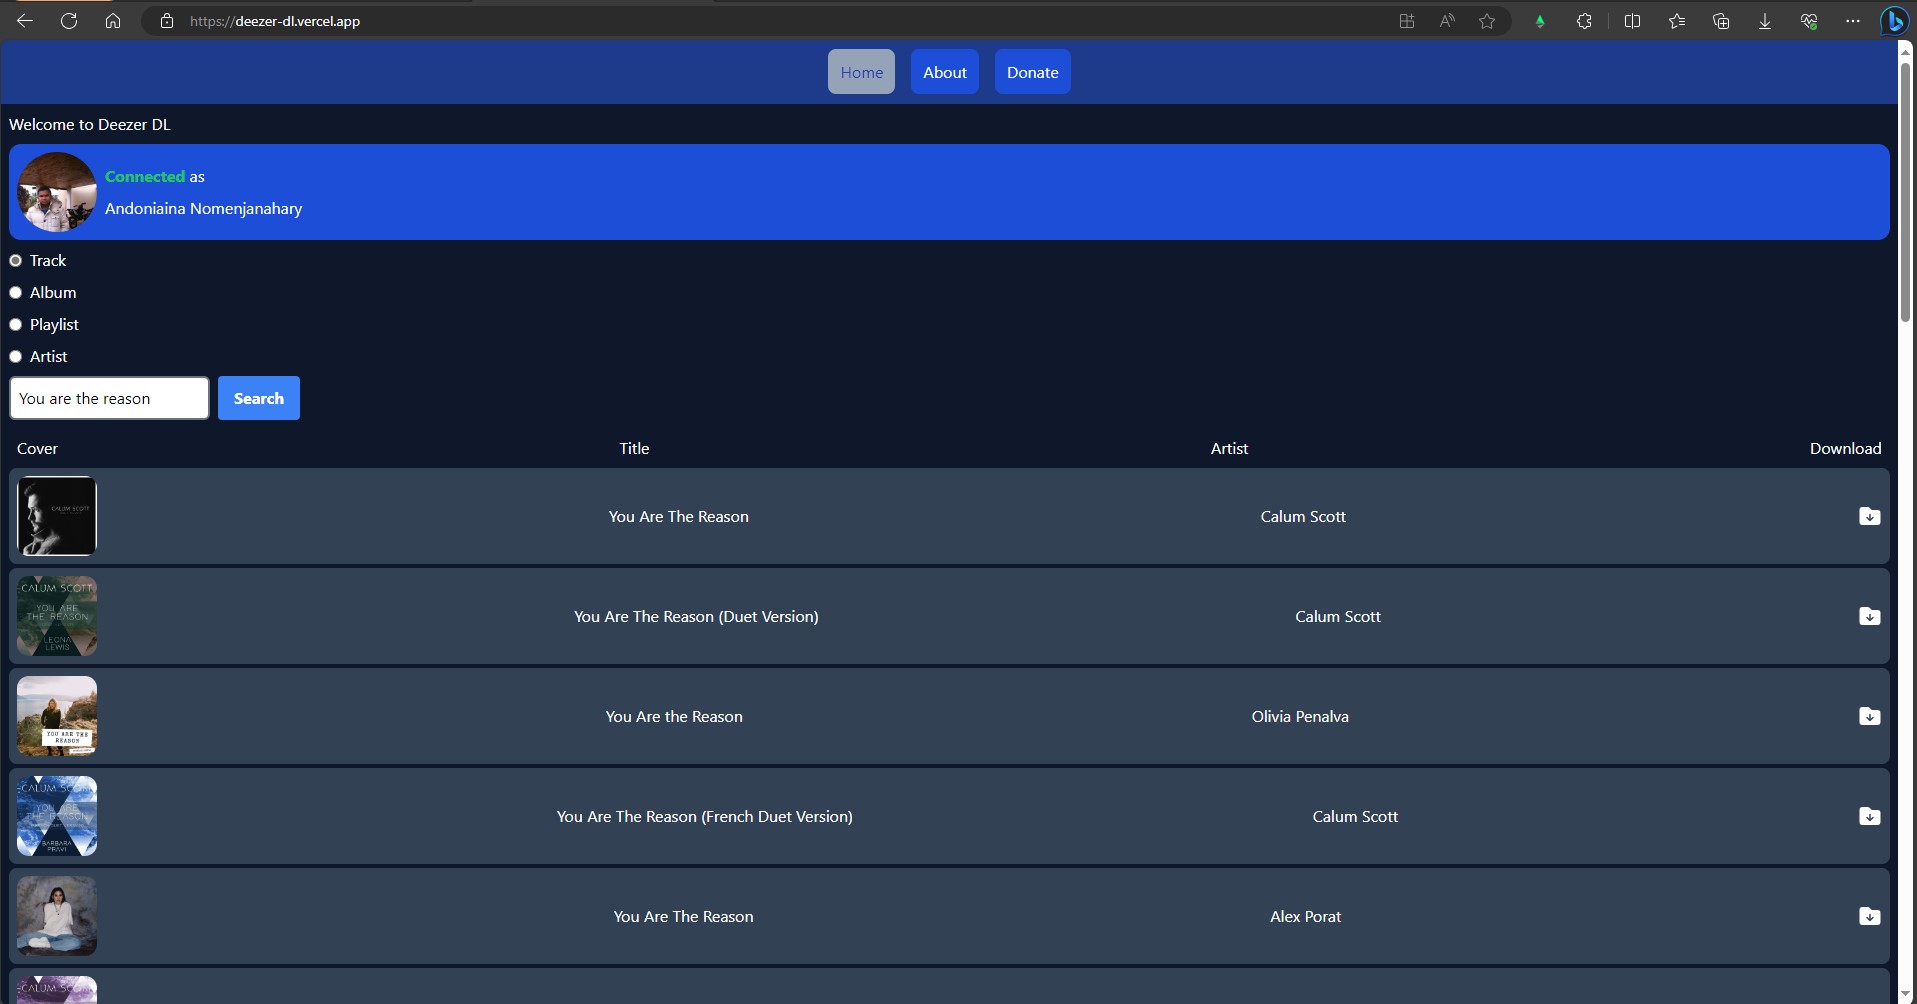 https://deezer-dl.vercel.app
Home About Donate
Welcome to Deezer DL
Connected as
Andoniaina Nomenjanahary
Track
Album
Playlist
Artist
You are the reason Search
Cover Title Artist Download
CALUM SCOTT
You Are The Reason Calum Scott
CALUM SCOTT
YOU ARE
THE REASON
LEONA
LEWIS
You Are The Reason (Duet Version) Calum Scott
YOU ARE THE
REASON
You Are the Reason Olivia Penalva
CALUM SCOTT
YOU ARE
THE REASON
BARBARA
PRAVI
You Are The Reason (French Duet Version) Calum Scott
You Are The Reason Alex Porat
CALUM SCOTT